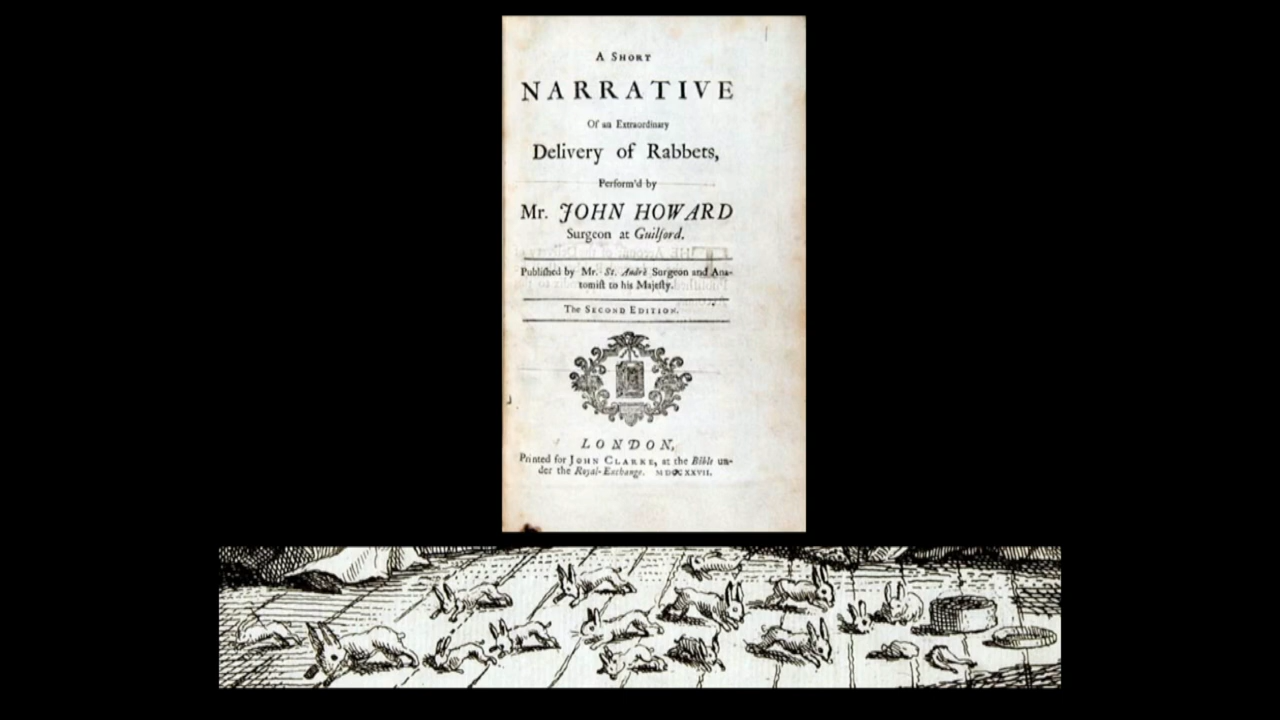 A SHORT
NARRATIVE
Of an Extraordinary
Delivery of Rabbets,
Perform'd by
Mr. JOHN HOWARD
Surgeon at Guilford.
Publiſhed by Mr. St. Andrè Surgeon and Ana-
tomiſt to his Majeſty.
The SECOND EDITION.
LONDON,
Printed for JOHN CLARKE, at the Bible un-
der the Royal-Exchange. MDCCXXVII.